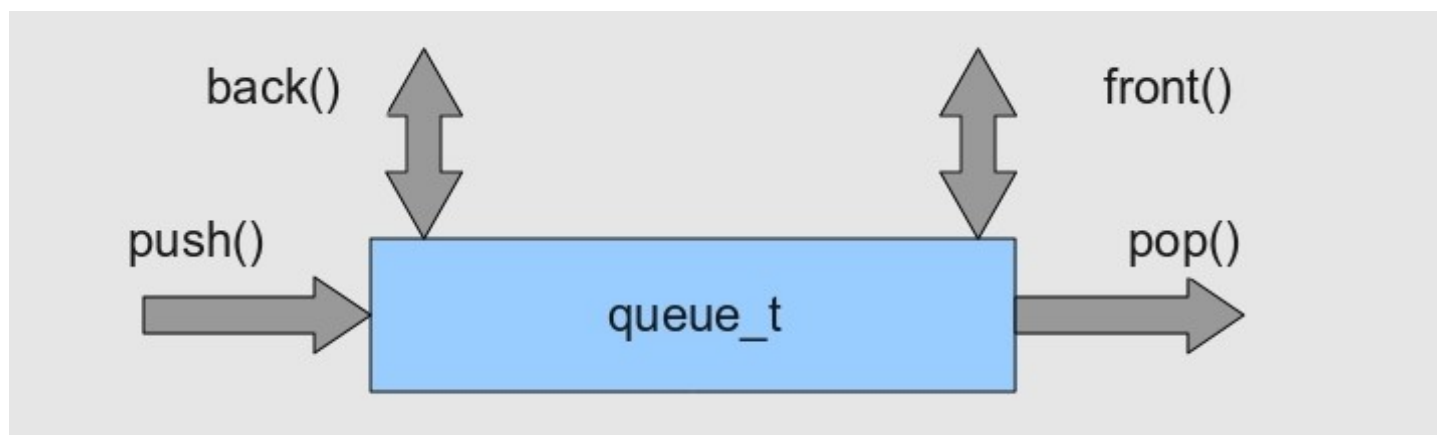 back()
front()
push()
pop()
queue_t